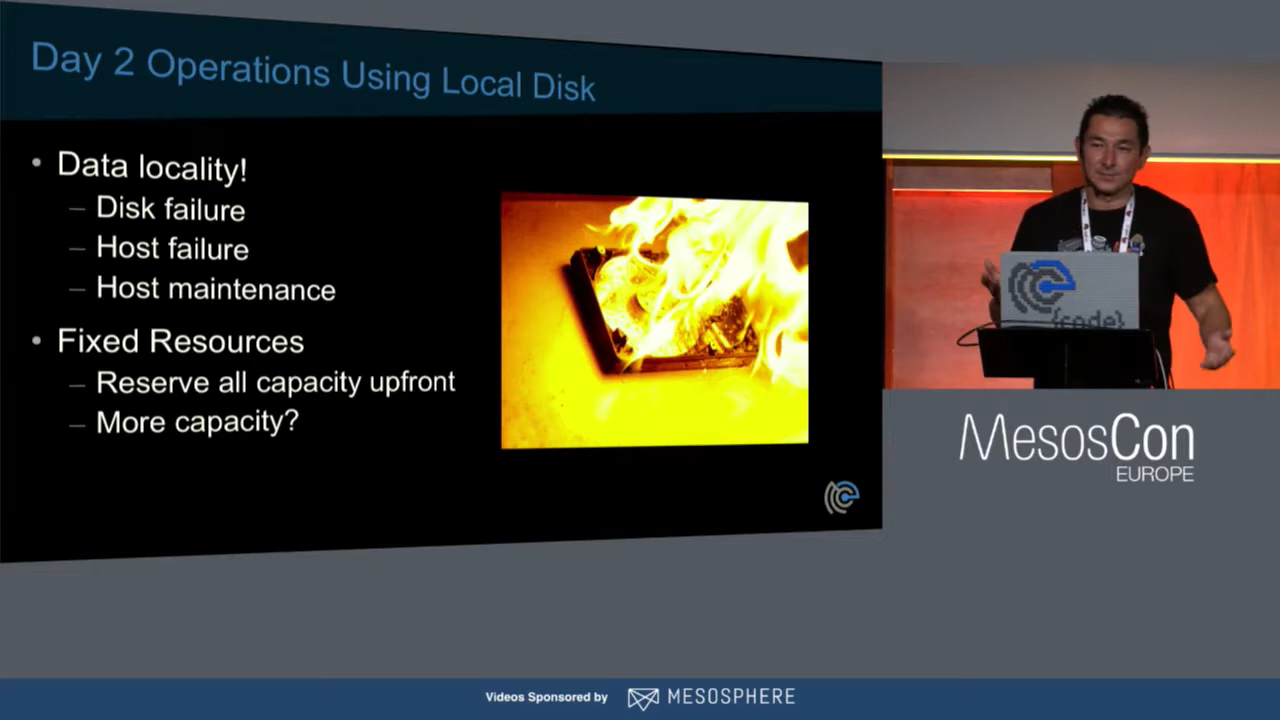 Day 2 Operations Using Local Disk
• Data locality!
– Disk failure
– Host failure
– Host maintenance
• Fixed Resources
– Reserve all capacity upfront
– More capacity?
{code}
MesosCon
EUROPE
Videos Sponsored by MESOSPHERE